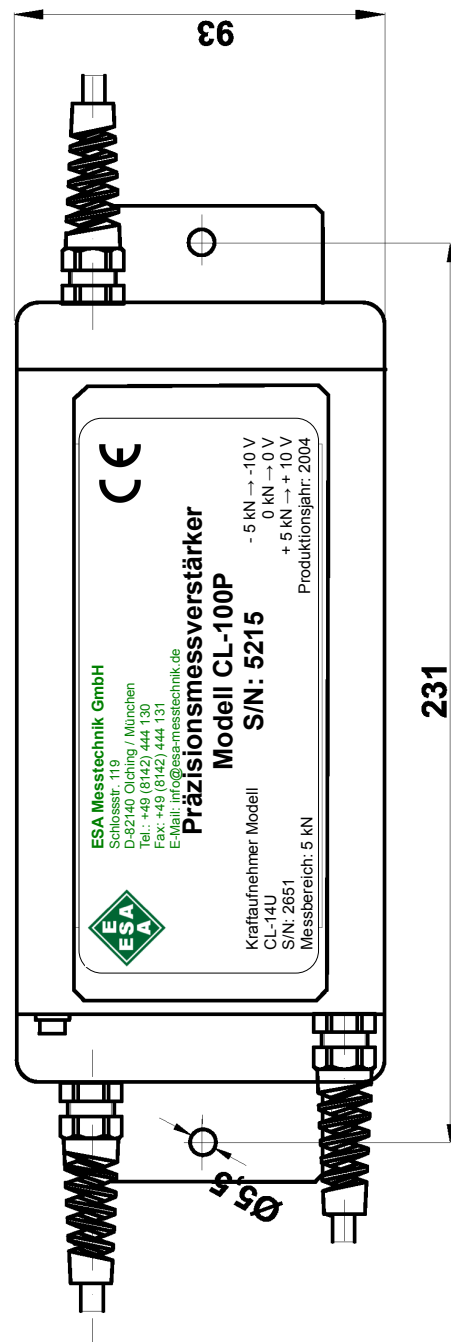 93
E
ESA
A
ESA Messtechnik GmbH
Schlossstr. 119
D-82140 Olching / München
Tel.: +49 (8142) 444 130
Fax: +49 (8142) 444 131
E-Mail: info@esa-messtechnik.de
CE
Präzisionsmessverstärker
Modell CL-100P
S/N: 5215
Kraftaufnehmer Modell
CL-14U
S/N: 2651
Messbereich: 5 kN
- 5 kN → -10 V
0 kN → 0 V
+ 5 kN → + 10 V
Produktionsjahr: 2004
231
Ø5,5